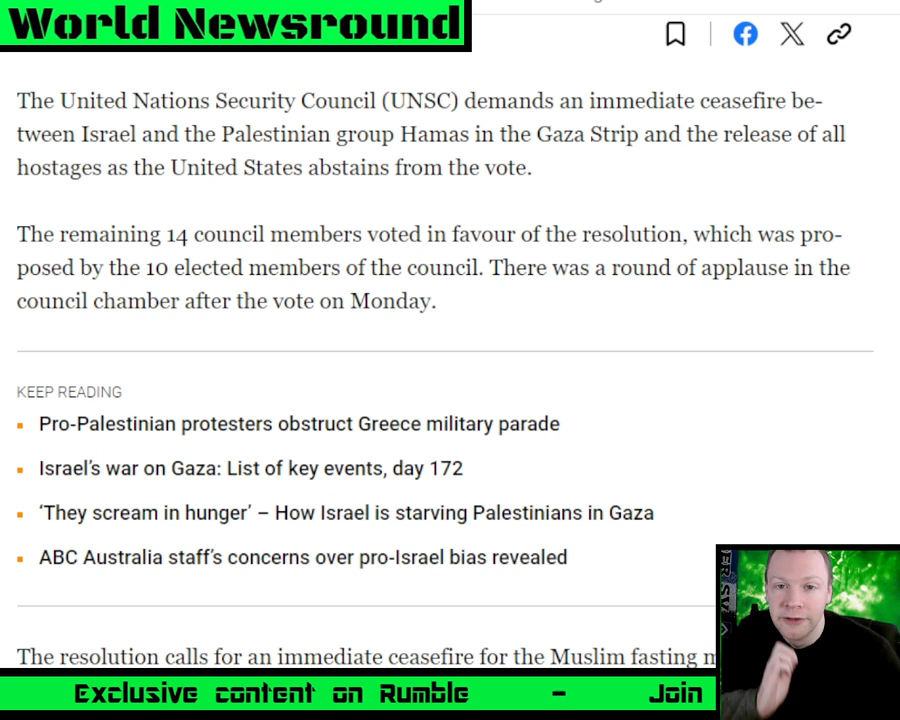 World Newsround
The United Nations Security Council (UNSC) demands an immediate ceasefire be-
tween Israel and the Palestinian group Hamas in the Gaza Strip and the release of all
hostages as the United States abstains from the vote.
The remaining 14 council members voted in favour of the resolution, which was pro-
posed by the 10 elected members of the council. There was a round of applause in the
council chamber after the vote on Monday.
KEEP READING
Pro-Palestinian protesters obstruct Greece military parade
Israel’s war on Gaza: List of key events, day 172
‘They scream in hunger’ – How Israel is starving Palestinians in Gaza
ABC Australia staff’s concerns over pro-Israel bias revealed
The resolution calls for an immediate ceasefire for the Muslim fasting
Exclusive content on Rumble - Join